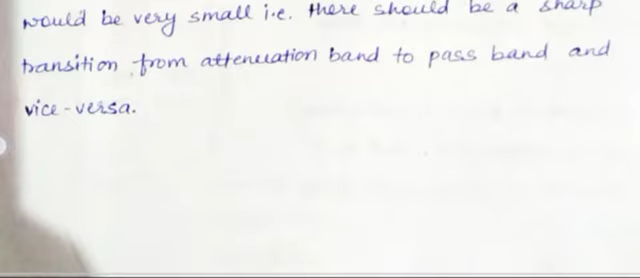 would be very small i.e. there should be a sharp
transition from attenuation band to pass band and
vice-versa.